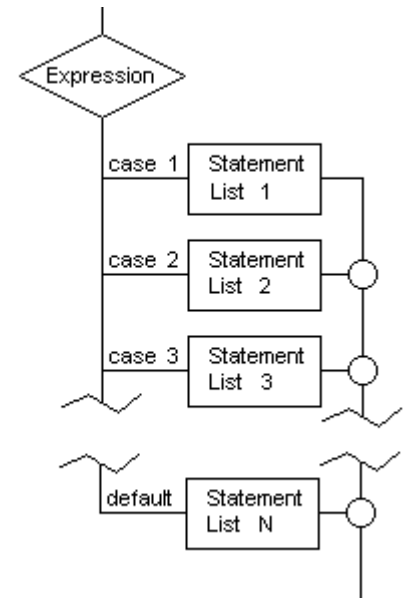 Expression
case 1
Statement
List 1
case 2
Statement
List 2
case 3
Statement
List 3
default
Statement
List N